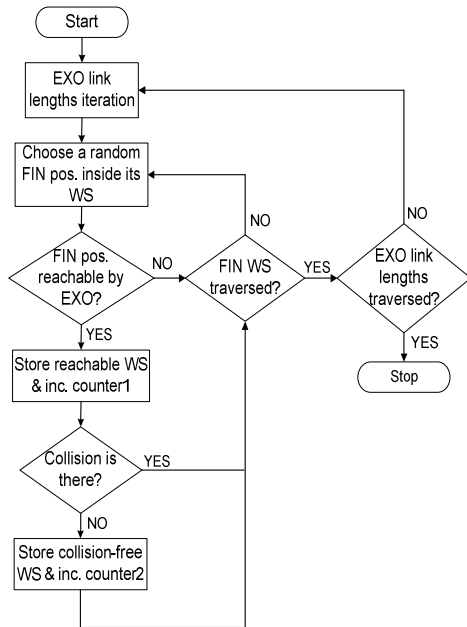 Start
EXO link
lengths iteration
Choose a random
FIN pos. inside its
WS
FIN pos.
reachable by
EXO?
NO
YES
FIN WS
traversed?
NO
YES
EXO link
lengths
traversed?
NO
YES
Stop
Store reachable WS
& inc. counter1
Collision is
there?
YES
NO
Store collision-free
WS & inc. counter2